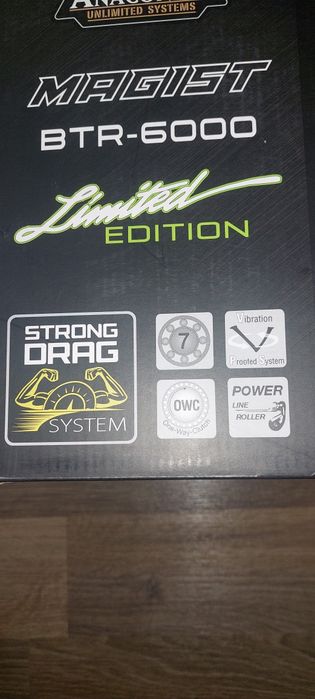 UNLIMITED SYSTEMS
MAGIST
BTR-6000
Limited
EDITION
STRONG
DRAG
SYSTEM
7
Vibration
Proofed System
OWC
One-Way-Clutch
POWER
LINE
ROLLER